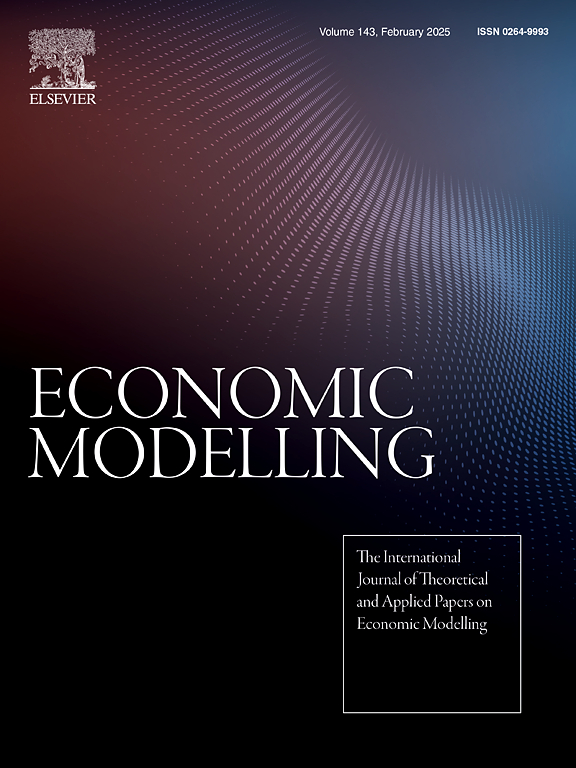 Volume 143, February 2025 ISSN 0264-9993
ELSEVIER
ECONOMIC
MODELLING
The International
Journal of Theoretical
and Applied Papers on
Economic Modelling